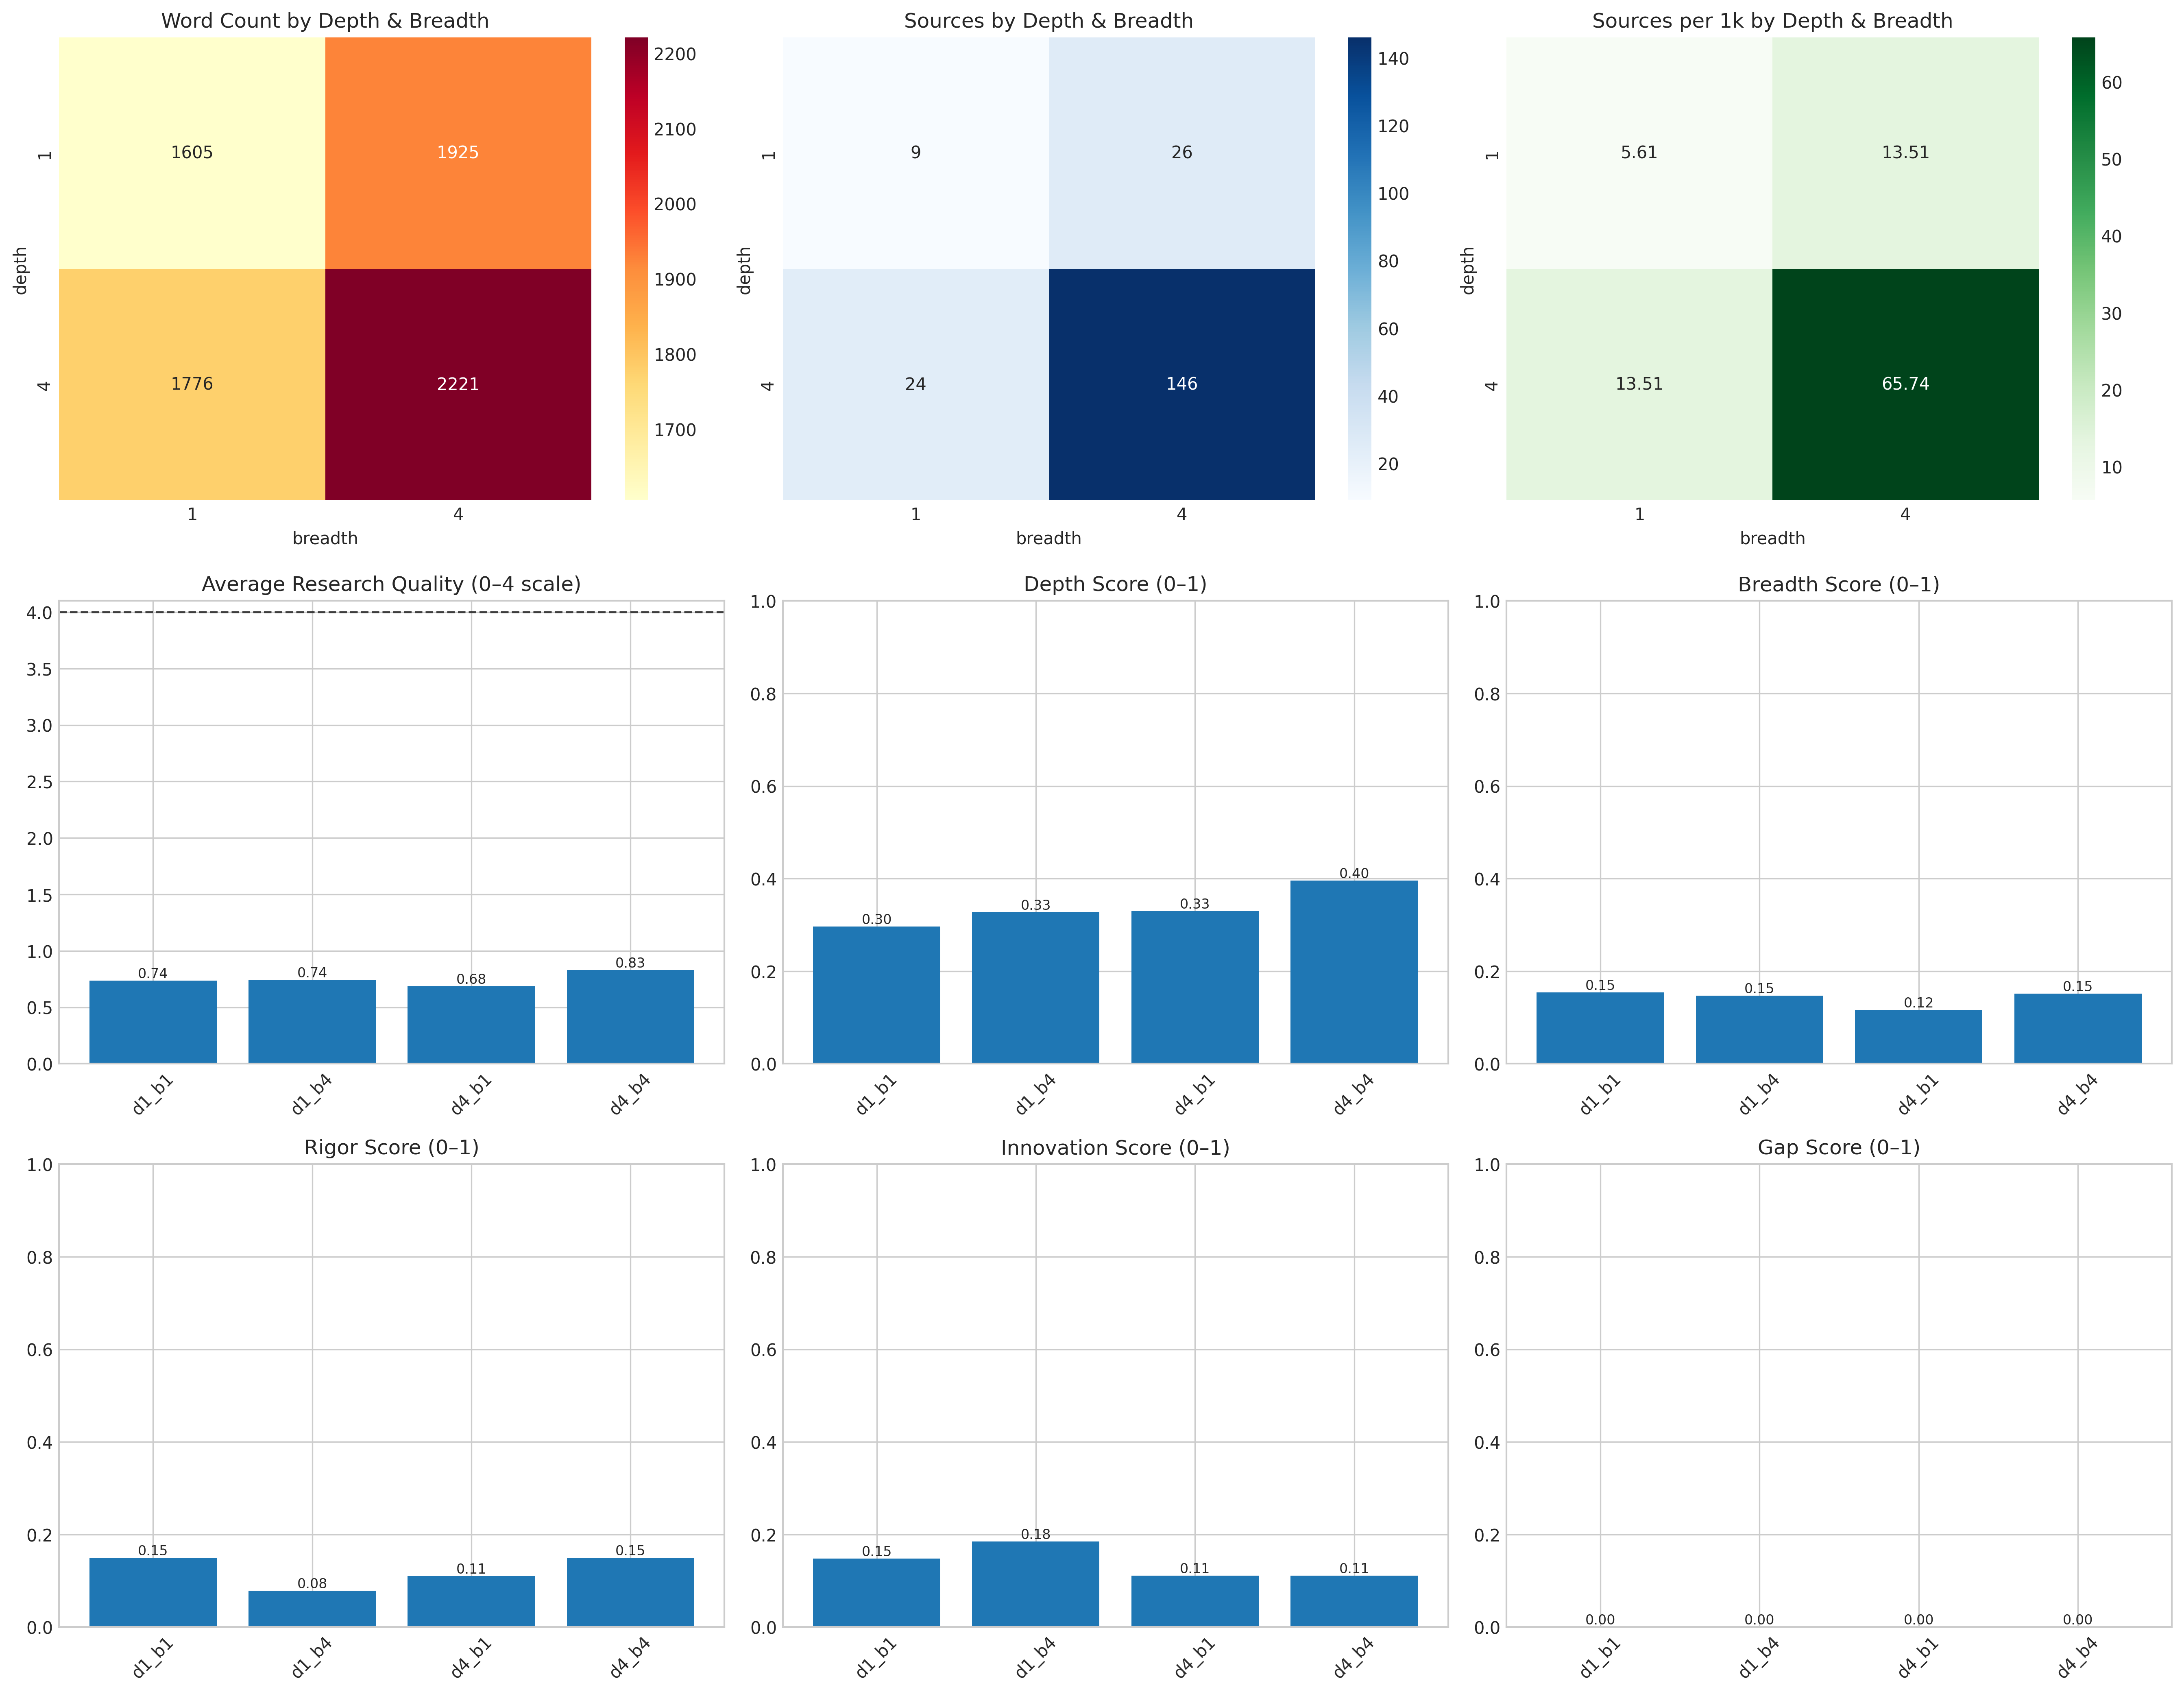 Word Count by Depth & Breadth
1605 1925
1776 2221
1
4
depth
1 4
breadth
2200
2100
2000
1900
1800
1700
Sources by Depth & Breadth
9 26
24 146
1
4
depth
1 4
breadth
140
120
100
80
60
40
20
Sources per 1k by Depth & Breadth
5.61 13.51
13.51 65.74
1
4
depth
1 4
breadth
60
50
40
30
20
10
Average Research Quality (0–4 scale)
4.0
3.5
3.0
2.5
2.0
1.5
1.0
0.5
0.0
0.74 0.74 0.68 0.83
d1_b1 d1_b4 d4_b1 d4_b4
Depth Score (0–1)
1.0
0.8
0.6
0.4
0.2
0.0
0.30 0.33 0.33 0.40
d1_b1 d1_b4 d4_b1 d4_b4
Breadth Score (0–1)
1.0
0.8
0.6
0.4
0.2
0.0
0.15 0.15 0.12 0.15
d1_b1 d1_b4 d4_b1 d4_b4
Rigor Score (0–1)
1.0
0.8
0.6
0.4
0.2
0.0
0.15 0.08 0.11 0.15
d1_b1 d1_b4 d4_b1 d4_b4
Innovation Score (0–1)
1.0
0.8
0.6
0.4
0.2
0.0
0.15 0.18 0.11 0.11
d1_b1 d1_b4 d4_b1 d4_b4
Gap Score (0–1)
1.0
0.8
0.6
0.4
0.2
0.0
0.00 0.00 0.00 0.00
d1_b1 d1_b4 d4_b1 d4_b4